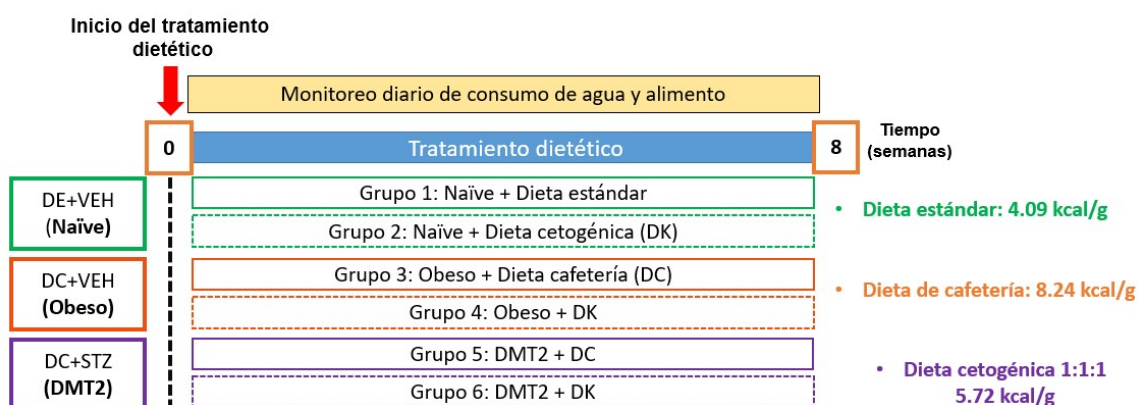 Inicio del tratamiento
dietético
Monitoreo diario de consumo de agua y alimento
0
Tratamiento dietético
8
Tiempo
(semanas)
DE+VEH
(Naïve)
Grupo 1: Naïve + Dieta estándar
Grupo 2: Naïve + Dieta cetogénica (DK)
• Dieta estándar: 4.09 kcal/g
DC+VEH
(Obeso)
Grupo 3: Obeso + Dieta cafetería (DC)
Grupo 4: Obeso + DK
• Dieta de cafetería: 8.24 kcal/g
DC+STZ
(DMT2)
Grupo 5: DMT2 + DC
Grupo 6: DMT2 + DK
• Dieta cetogénica 1:1:1
5.72 kcal/g